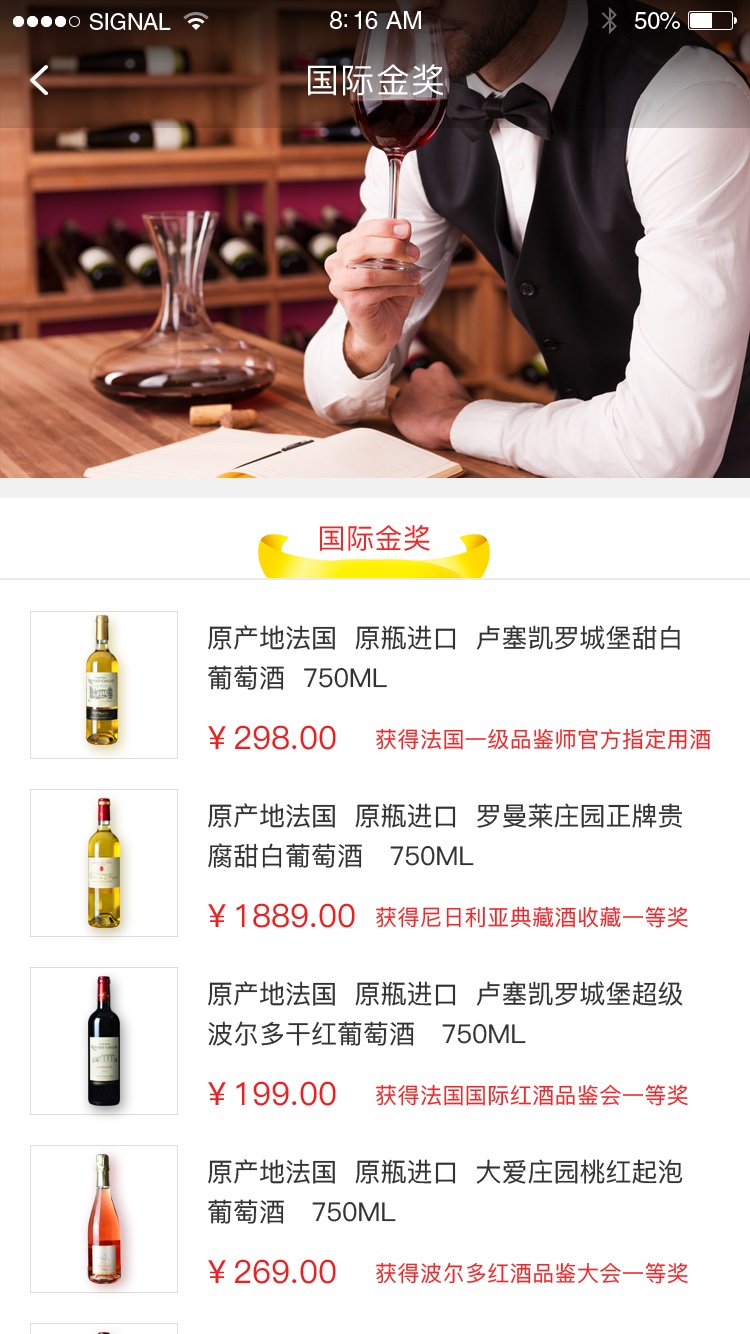 SIGNAL 8:16 AM 50%
国际金奖
国际金奖
原产地法国 原瓶进口 卢塞凯罗城堡甜白
葡萄酒 750ML
¥ 298.00 获得法国一级品鉴师官方指定用酒
原产地法国 原瓶进口 罗曼莱庄园正牌贵
腐甜白葡萄酒 750ML
¥ 1889.00 获得尼日利亚典藏酒收藏一等奖
原产地法国 原瓶进口 卢塞凯罗城堡超级
波尔多干红葡萄酒 750ML
¥ 199.00 获得法国国际红酒品鉴会一等奖
原产地法国 原瓶进口 大爱庄园桃红起泡
葡萄酒 750ML
¥ 269.00 获得波尔多红酒品鉴大会一等奖